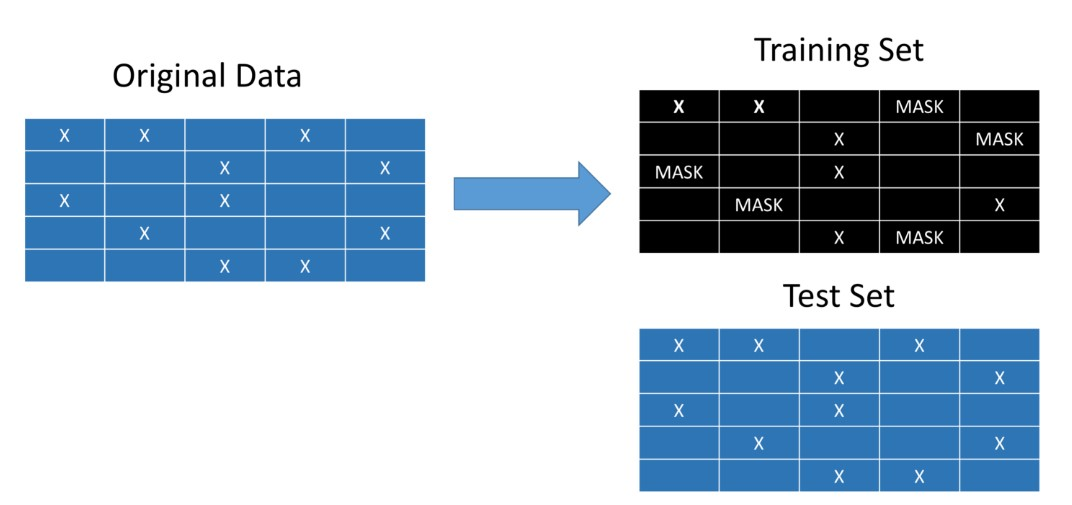 Original Data
X X X
X X
X X
X X
X X
Training Set
X X MASK
X MASK
MASK X
MASK X
X MASK
Test Set
X X X
X X
X X
X X
X X